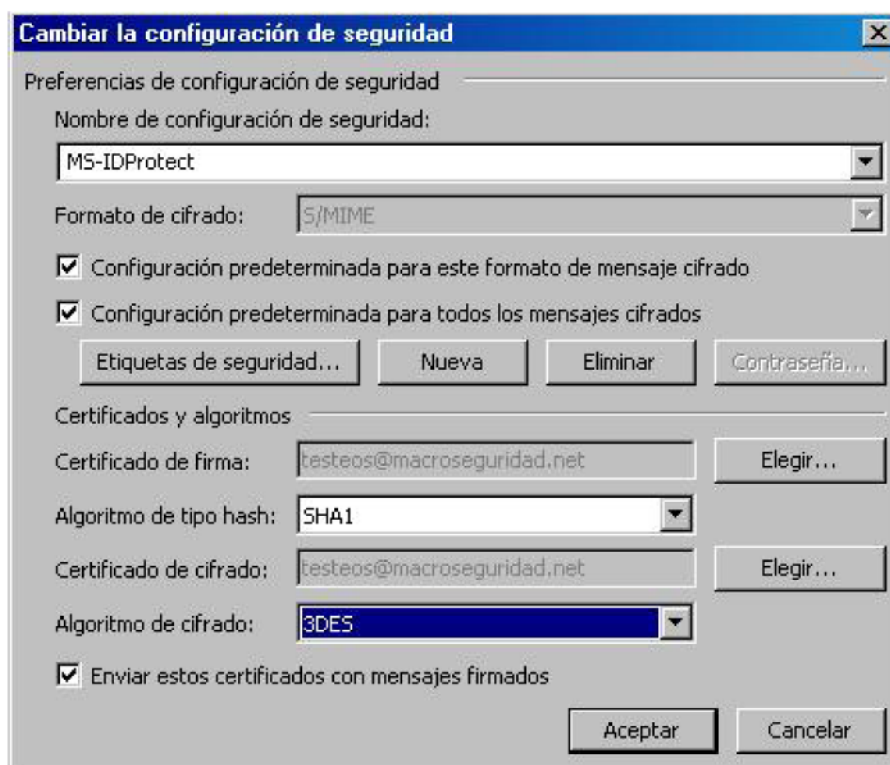 Cambiar la configuración de seguridad
Preferencias de configuración de seguridad
Nombre de configuración de seguridad:
MS-IDProtect
Formato de cifrado: S/MIME
Configuración predeterminada para este formato de mensaje cifrado
Configuración predeterminada para todos los mensajes cifrados
Etiquetas de seguridad... Nueva Eliminar Contraseña...
Certificados y algoritmos
Certificado de firma: testeos@macroseguridad.net Elegir...
Algoritmo de tipo hash: SHA1
Certificado de cifrado: testeos@macroseguridad.net Elegir...
Algoritmo de cifrado: 3DES
Enviar estos certificados con mensajes firmados
Aceptar Cancelar